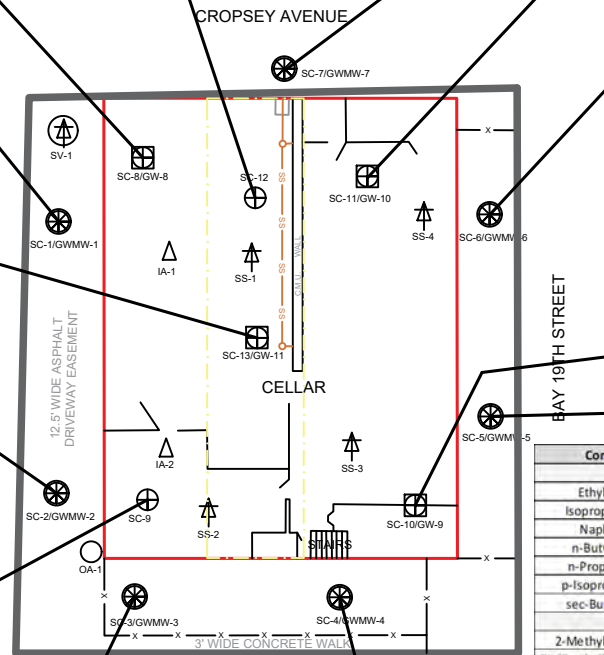 CROPSEY AVENUE
SC-7/GWMW-7
SV-1
SC-8/GW-8
SC-12
SC-11/GW-10
SC-1/GWMW-1
SS-4
SC-6/GWMW-6
IA-1
SS-1
SS
SS
SS
SS
C.M.U. WALL
SC-13/GW-11
12.5' WIDE ASPHALT
DRIVEWAY EASEMENT
CELLAR
BAY 19TH STREET
SC-5/GWMW-5
IA-2
SS-3
SC-2/GWMW-2
SC-9
SS-2
SC-10/GW-9
STAIRS
OA-1
SC-3/GWMW-3
SC-4/GWMW-4
3' WIDE CONCRETE WALK
x
x
x
x
x
x
x
x
x
x
Ethyl
Isoprop
n-But
n-Prop
p-Isoprop
sec-Bu
2-Methyl